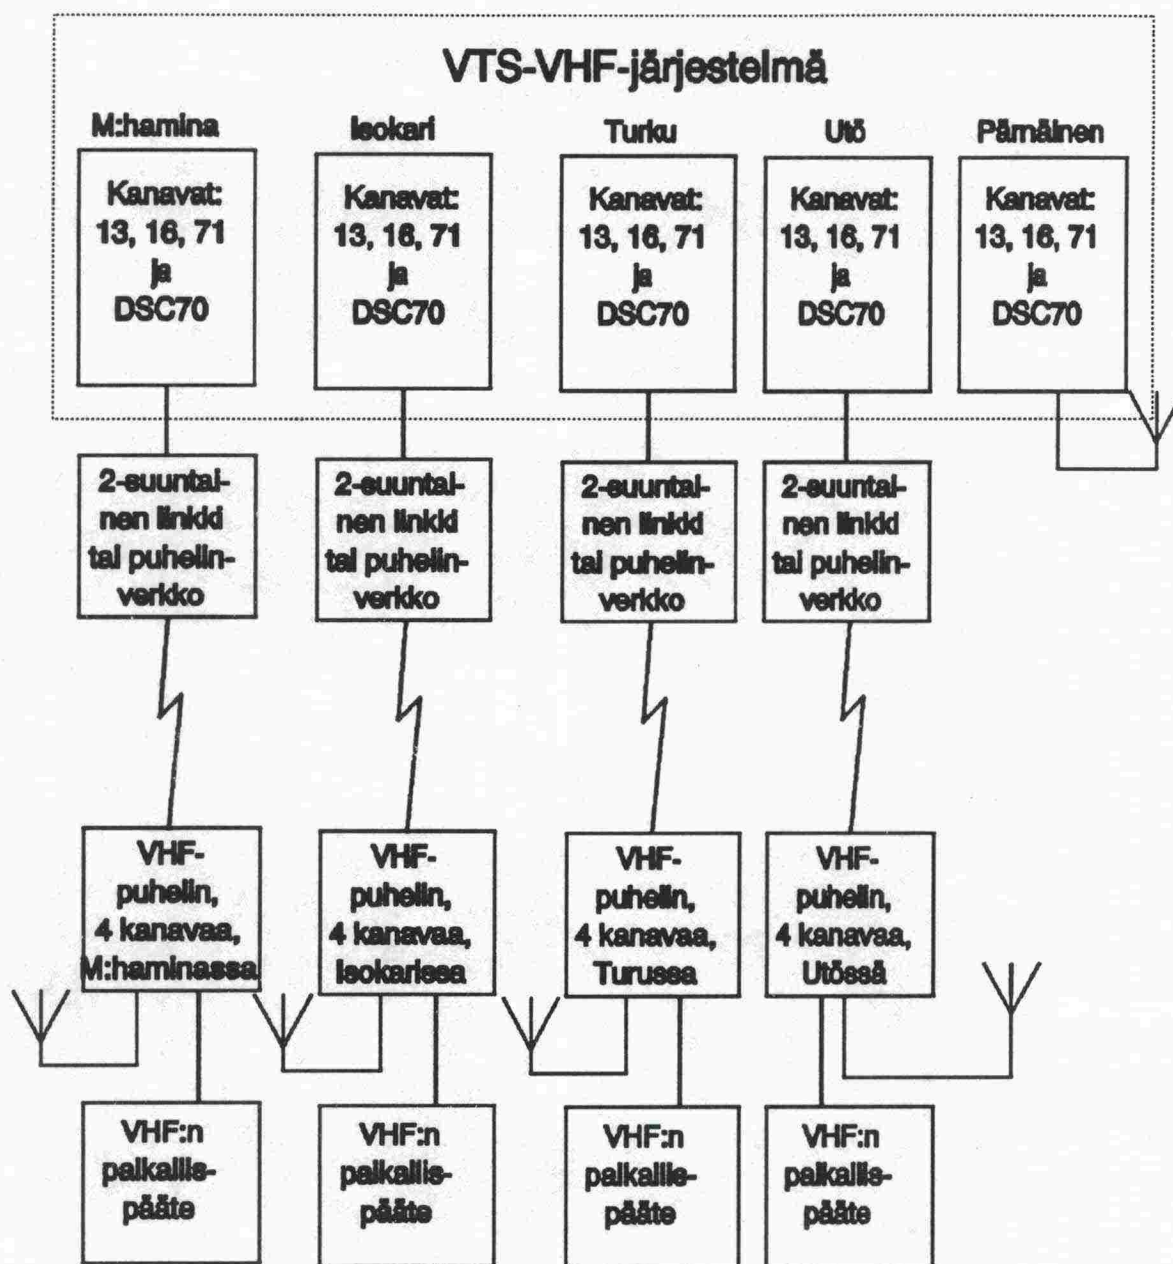 VTS-VHF-järjestelmä
M:hamina
Isokari
Turku
Utö
Pärnäinen
Kanavat:
13, 16, 71
ja
DSC70
Kanavat:
13, 16, 71
ja
DSC70
Kanavat:
13, 16, 71
ja
DSC70
Kanavat:
13, 16, 71
ja
DSC70
Kanavat:
13, 16, 71
ja
DSC70
2-suuntai-
nen linkki
tai puhelin-
verkko
2-suuntai-
nen linkki
tai puhelin-
verkko
2-suuntai-
nen linkki
tai puhelin-
verkko
2-suuntai-
nen linkki
tai puhelin-
verkko
VHF-
puhelin,
4 kanavaa,
M:haminassa
VHF-
puhelin,
4 kanavaa,
Isokarissa
VHF-
puhelin,
4 kanavaa,
Turussa
VHF-
puhelin,
4 kanavaa,
Utössä
VHF:n
paikallis-
pääte
VHF:n
paikallis-
pääte
VHF:n
paikallis-
pääte
VHF:n
paikallis-
pääte